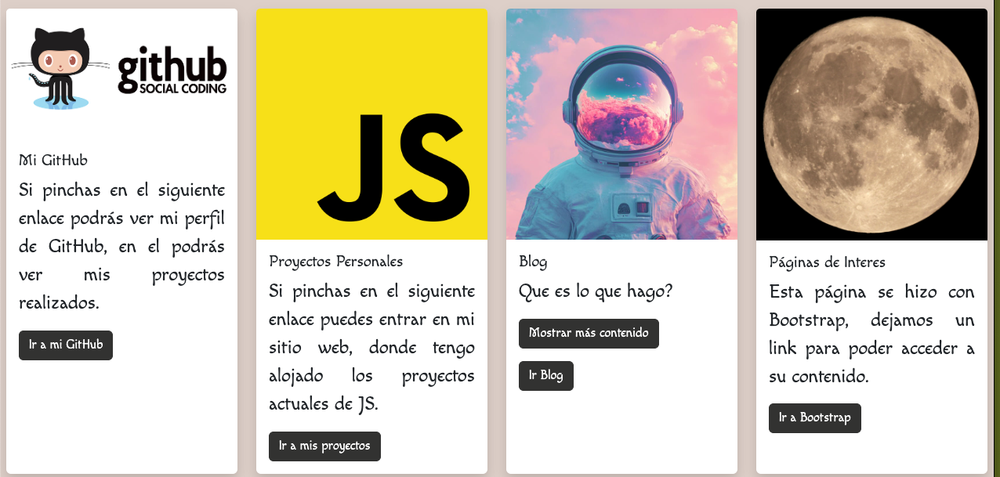 github
SOCIAL CODING
Mi GitHub
Si pinchas en el siguiente
enlace podrás ver mi perfil
de GitHub, en el podrás
ver mis proyectos
realizados.
Ir a mi GitHub
JS
Proyectos Personales
Si pinchas en el siguiente
enlace puedes entrar en mi
sitio web, donde tengo
alojado los proyectos
actuales de JS.
Ir a mis proyectos
Blog
Que es lo que hago?
Mostrar más contenido
Ir Blog
Páginas de Interes
Esta página se hizo con
Bootstrap, dejamos un
link para poder acceder a
su contenido.
Ir a Bootstrap